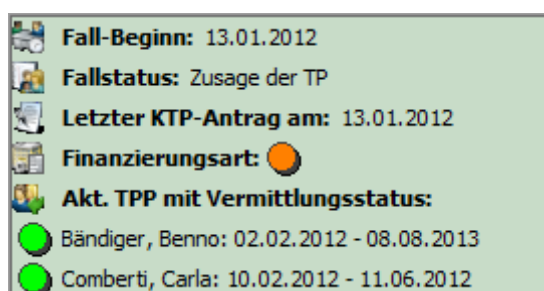 Fall-Beginn: 13.01.2012
Fallstatus: Zusage der TP
Letzter KTP-Antrag am: 13.01.2012
Finanzierungsart:
Akt. TPP mit Vermittlungsstatus:
Bändiger, Benno: 02.02.2012 - 08.08.2013
Comberti, Carla: 10.02.2012 - 11.06.2012